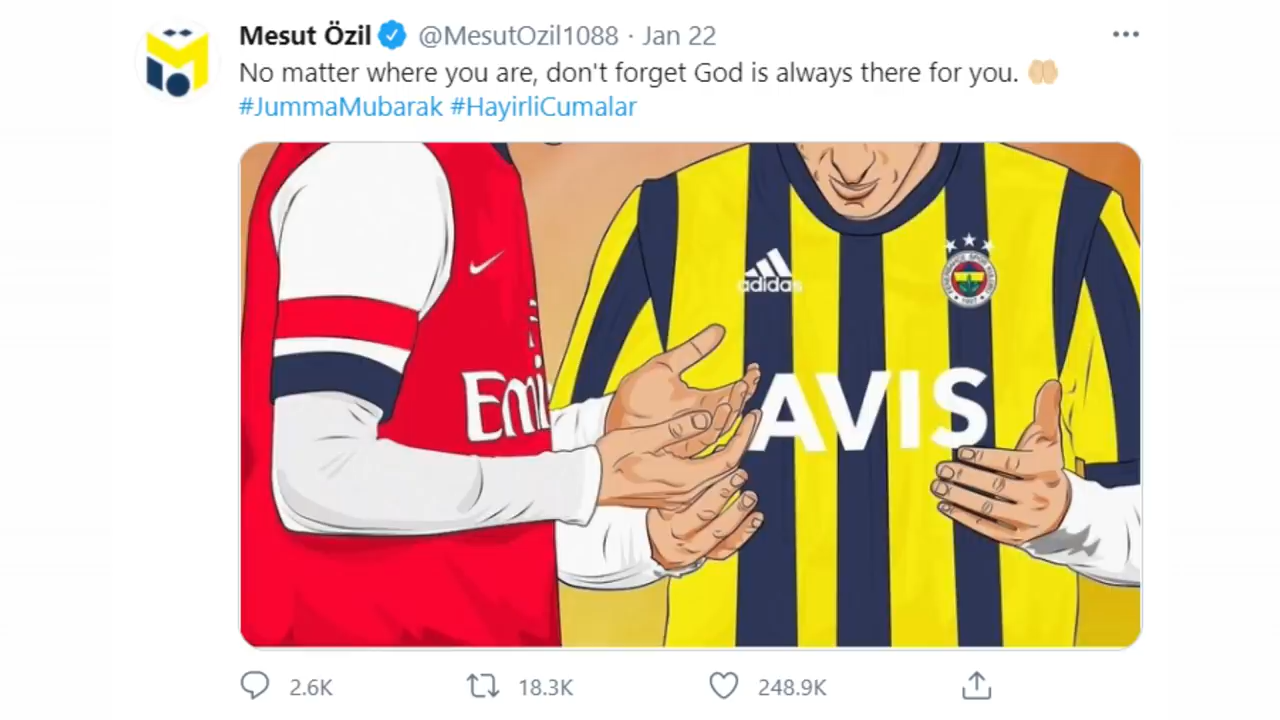 Mesut Özil @MesutOzil1088 · Jan 22
No matter where you are, don't forget God is always there for you. 🤲🏻
#JummaMubarak #HayirliCumalar
adidas
Emi
AVIS
2.6K 18.3K 248.9K